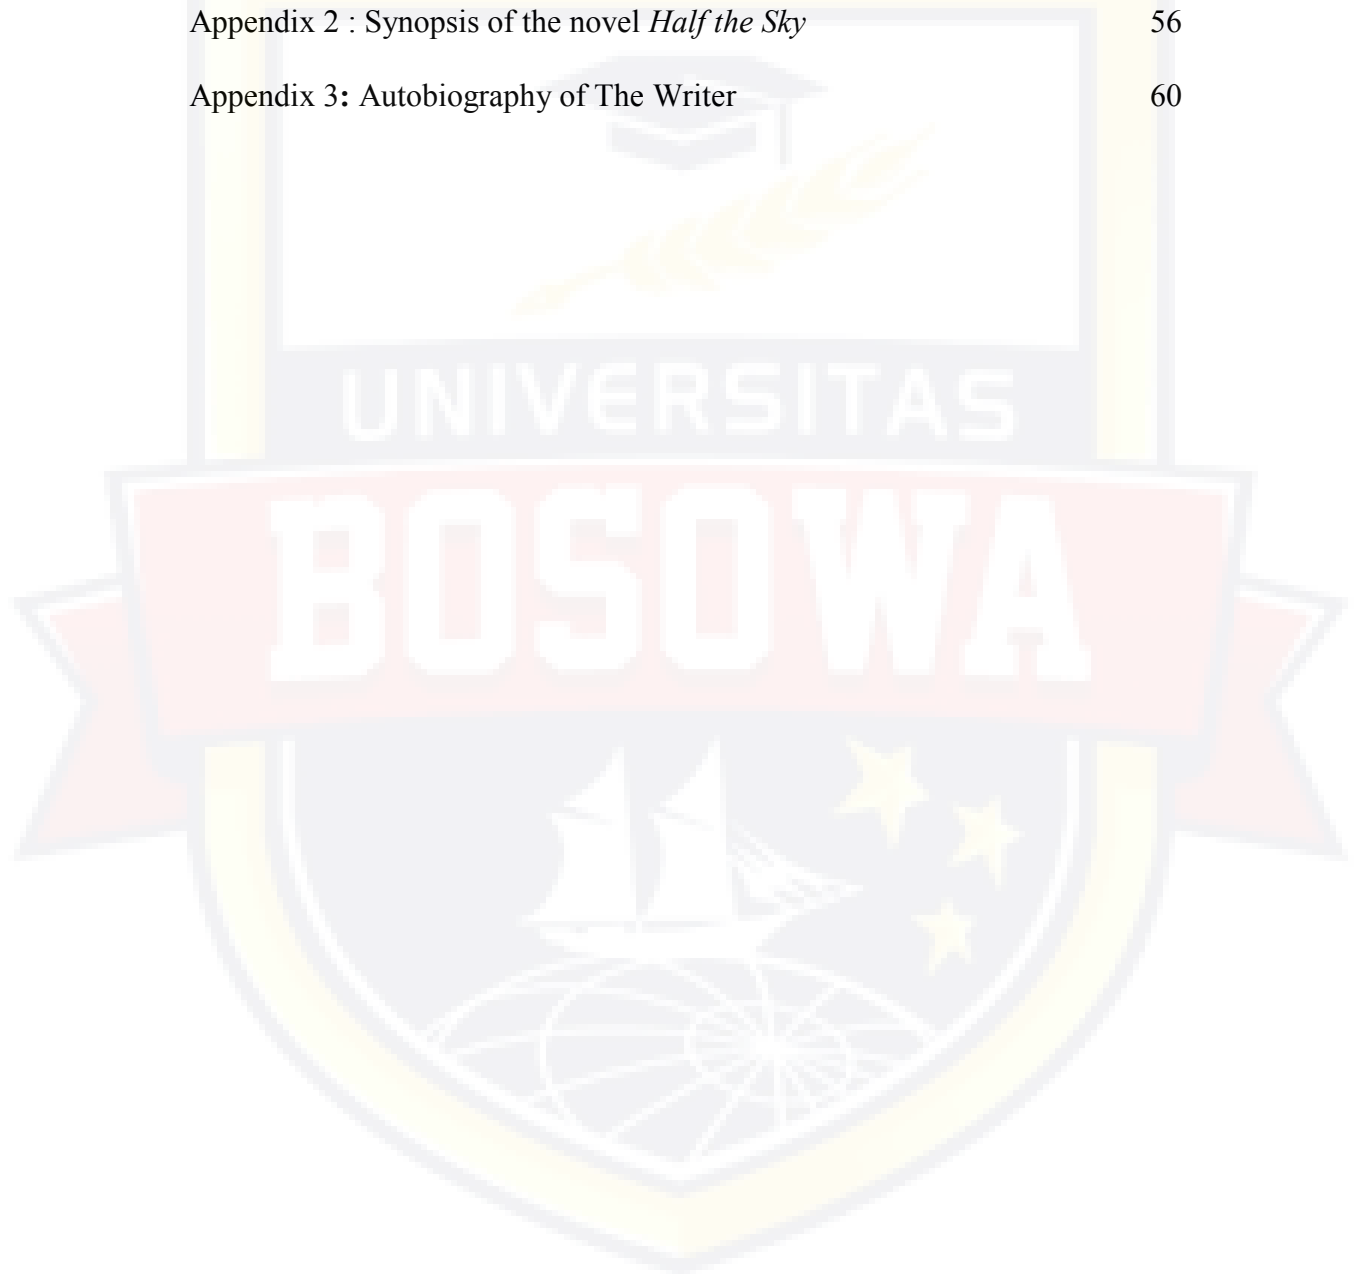 Appendix 2 : Synopsis of the novel Half the Sky 56
Appendix 3: Autobiography of The Writer 60
UNIVERSITAS
BOSOWA